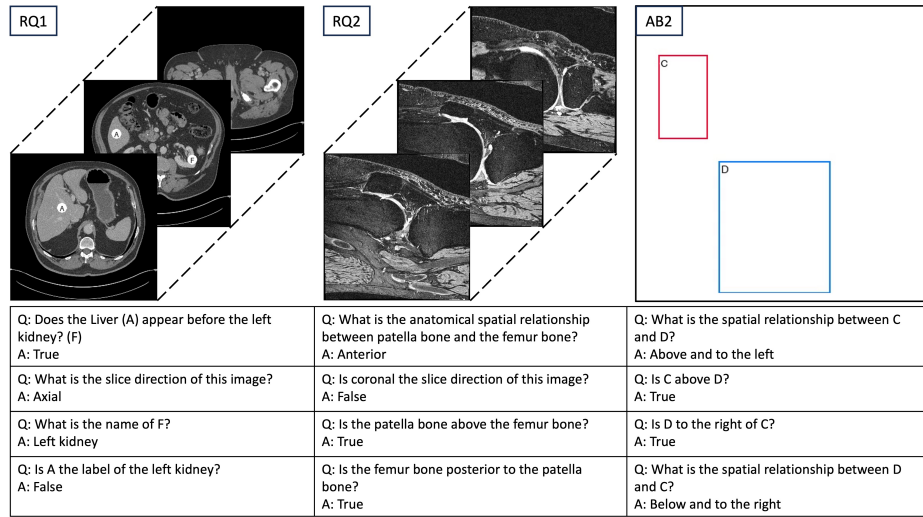 RQ1
RQ2
AB2
A
F
A
C
D
Q: Does the Liver (A) appear before the left
kidney? (F)
A: True
Q: What is the anatomical spatial relationship
between patella bone and the femur bone?
A: Anterior
Q: What is the spatial relationship between C
and D?
A: Above and to the left
Q: What is the slice direction of this image?
A: Axial
Q: Is coronal the slice direction of this image?
A: False
Q: Is C above D?
A: True
Q: What is the name of F?
A: Left kidney
Q: Is the patella bone above the femur bone?
A: True
Q: Is D to the right of C?
A: True
Q: Is A the label of the left kidney?
A: False
Q: Is the femur bone posterior to the patella
bone?
A: True
Q: What is the spatial relationship between D
and C?
A: Below and to the right